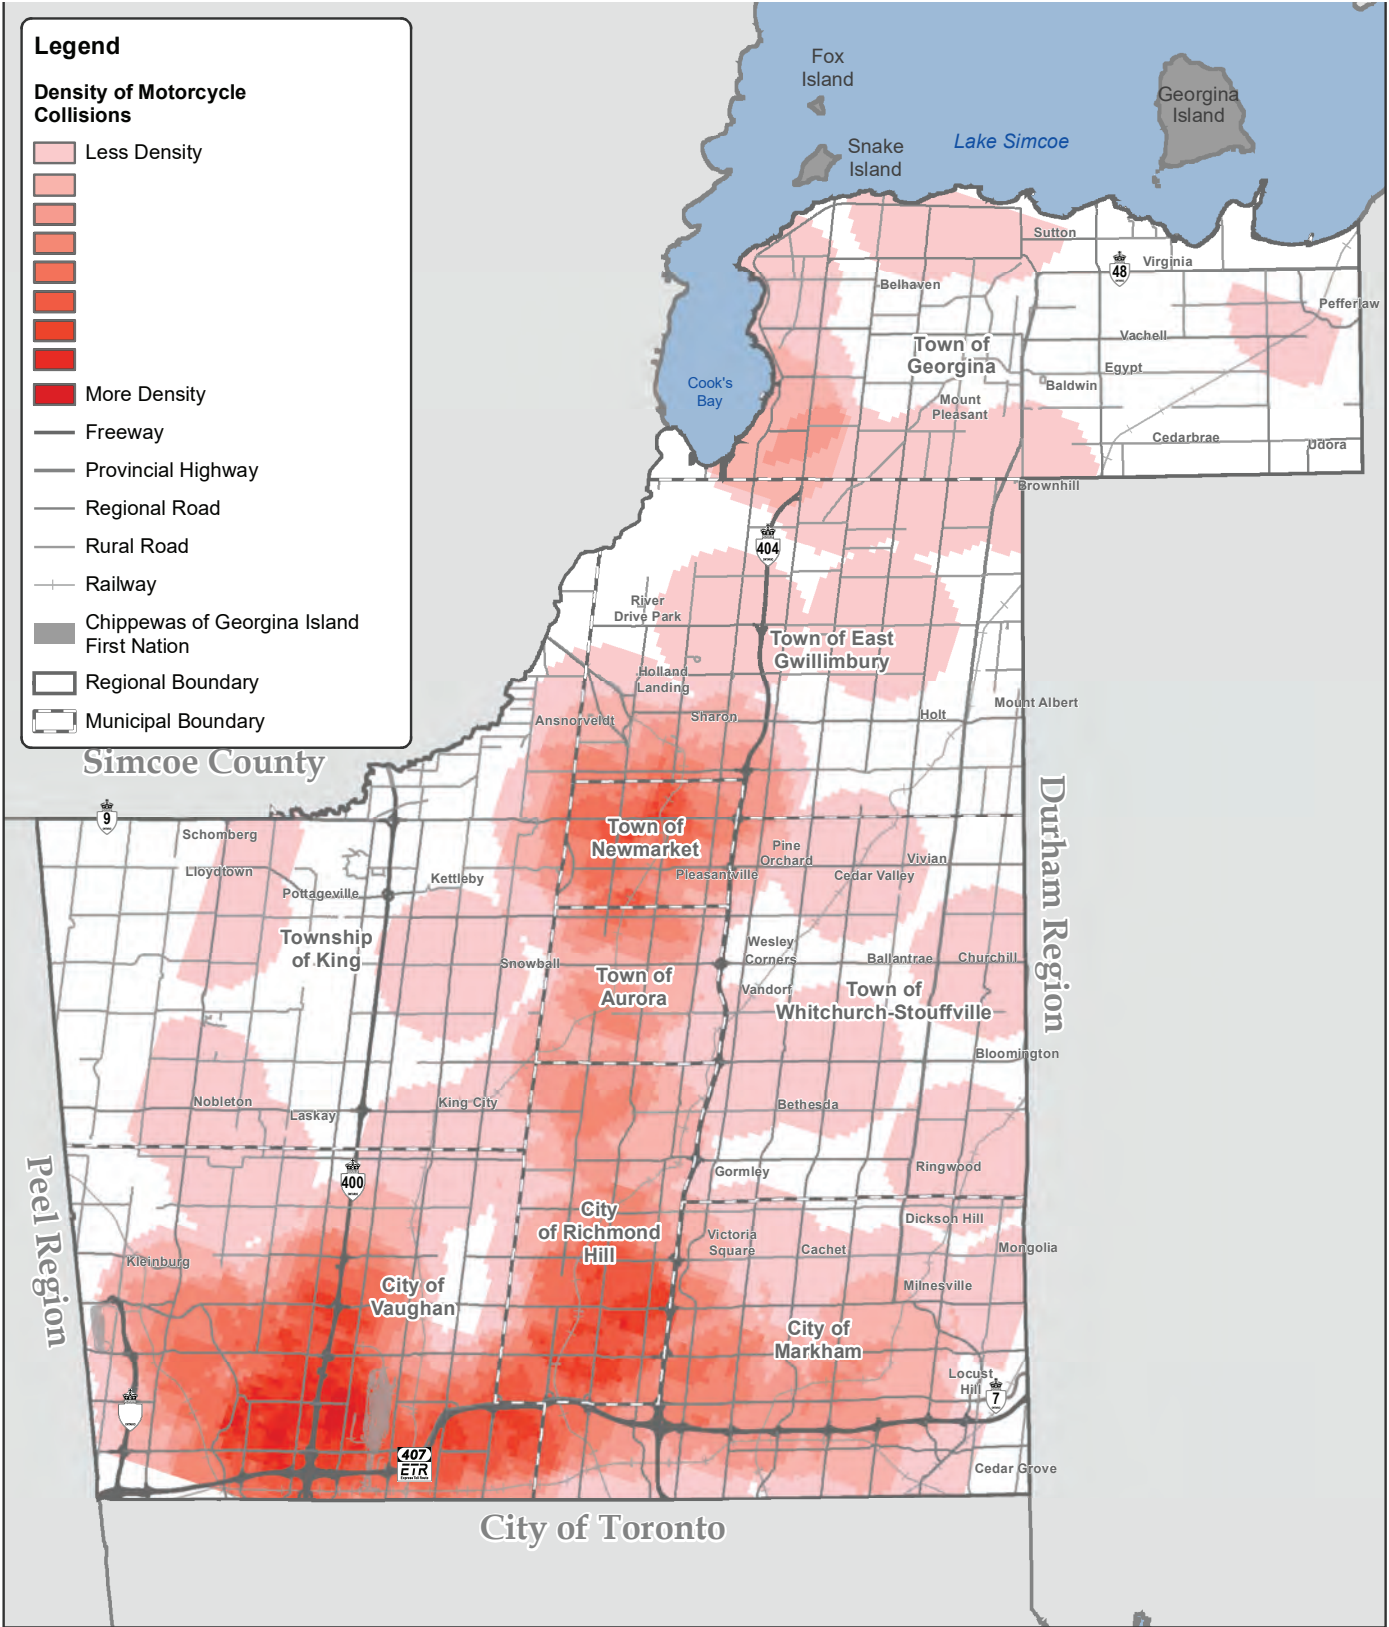 Legend
Density of Motorcycle
Collisions
Less Density
More Density
Freeway
Provincial Highway
Regional Road
Rural Road
Railway
Chippewas of Georgina Island
First Nation
Regional Boundary
Municipal Boundary
Fox
Island
Georgina
Island
Lake Simcoe
Snake
Island
Sutton
Virginia
48
Belhaven
Pefferlaw
Vachell
Town of
Georgina
Egypt
Baldwin
Cook's
Bay
Mount
Pleasant
Cedarbrae
Udora
Brownhill
404
River
Drive Park
Town of East
Gwillimbury
Holland
Landing
Mount Albert
Ansnorveldt
Sharon
Holt
Simcoe County
Durham Region
9
Schomberg
Town of
Newmarket
Pine
Orchard
Vivian
Lloydtown
Kettleby
Pleasantville
Cedar Valley
Pottageville
Township
of King
Wesley
Corners
Snowball
Ballantrae
Churchill
Town of
Aurora
Vandorf
Town of
Whitchurch-Stouffville
Bloomington
Nobleton
King City
Bethesda
Laskay
Peel Region
400
Gormley
Ringwood
City
of Richmond
Hill
Dickson Hill
Victoria
Square
Cachet
Mongolia
Kleinburg
City of
Vaughan
Milnesville
City of
Markham
Locust
Hill
7
407
ETR
Cedar Grove
City of Toronto